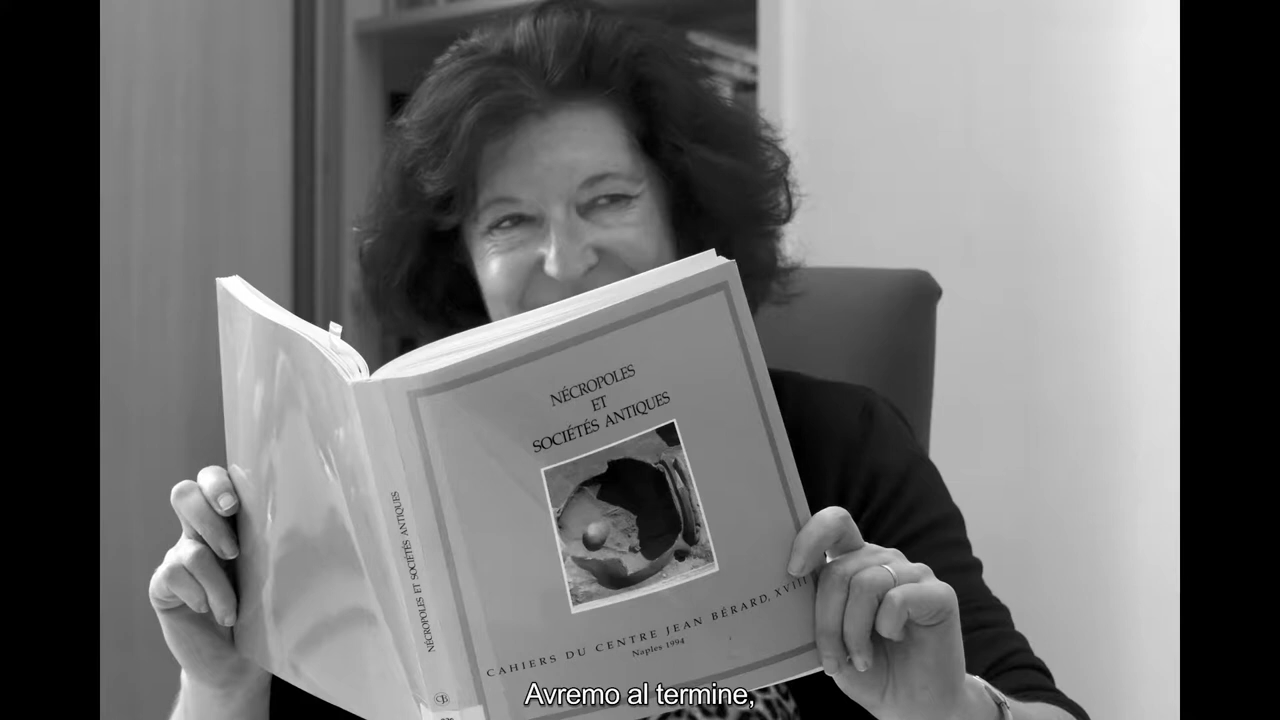 NÉCROPOLES
ET
SOCIÉTÉS ANTIQUES
NÉCROPOLES ET SOCIÉTÉS ANTIQUES
CAHIERS DU CENTRE JEAN BÉRARD, XVIII
Naples 1994
Avremo al termine,